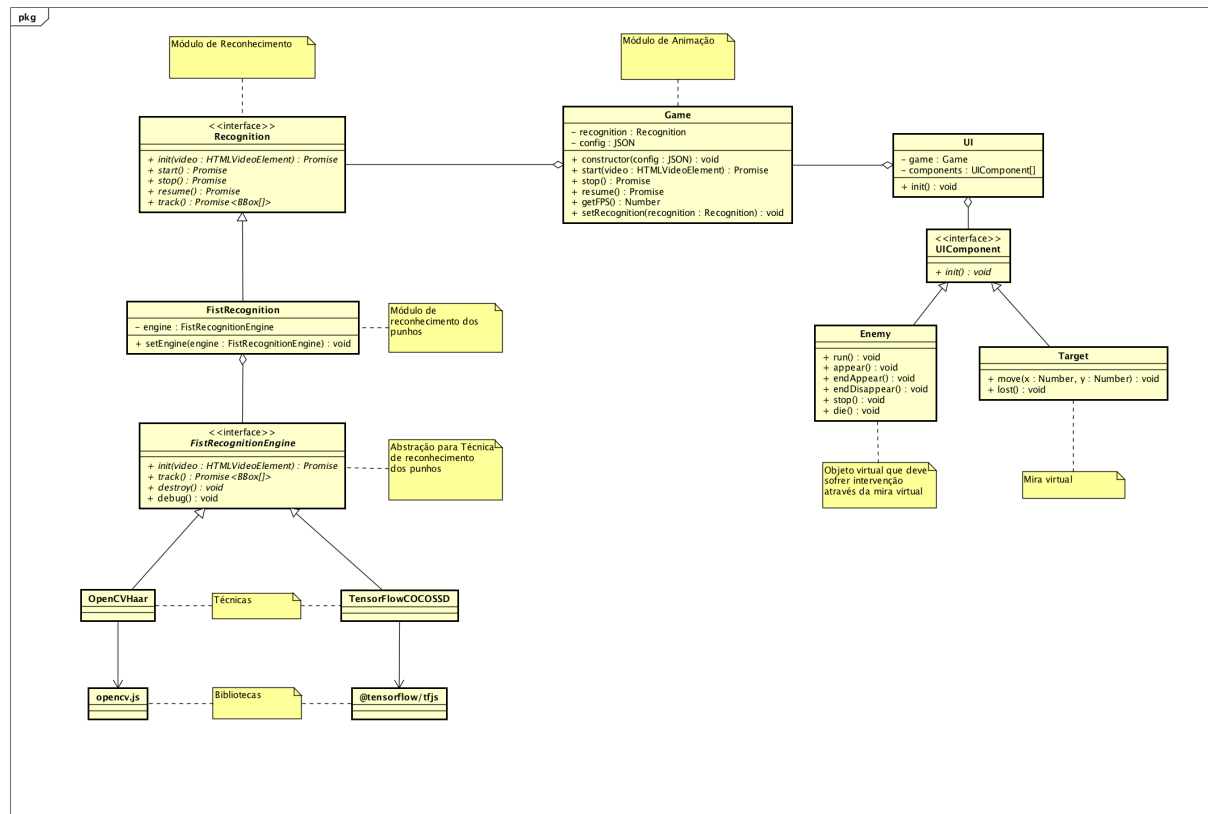 pkg
Módulo de Reconhecimento
Módulo de Animação
<<interface>>
Recognition
+ init(video : HTMLVideoElement) : Promise
+ start() : Promise
+ stop() : Promise
+ resume() : Promise
+ track() : Promise<BBox[]>
Game
- recognition : Recognition
- config : JSON
+ constructor(config : JSON) : void
+ start(video : HTMLVideoElement) : Promise
+ stop() : Promise
+ resume() : Promise
+ getFPS() : Number
+ setRecognition(recognition : Recognition) : void
UI
- game : Game
- components : UIComponent[]
+ init() : void
<<interface>>
UIComponent
+ init() : void
FistRecognition
- engine : FistRecognitionEngine
+ setEngine(engine : FistRecognitionEngine) : void
Módulo de
reconhecimento dos
punhos
Enemy
+ run() : void
+ appear() : void
+ endAppear() : void
+ endDisappear() : void
+ stop() : void
+ die() : void
Target
+ move(x : Number, y : Number) : void
+ lost() : void
<<interface>>
FistRecognitionEngine
+ init(video : HTMLVideoElement) : Promise
+ track() : Promise<BBox[]>
+ destroy() : void
+ debug() : void
Abstração para Técnica
de reconhecimento
dos punhos
Objeto virtual que deve
sofrer intervenção
através da mira virtual
Mira virtual
OpenCVHaar
Técnicas
TensorFlowCOCOSSD
opencv.js
Bibliotecas
@tensorflow/tfjs